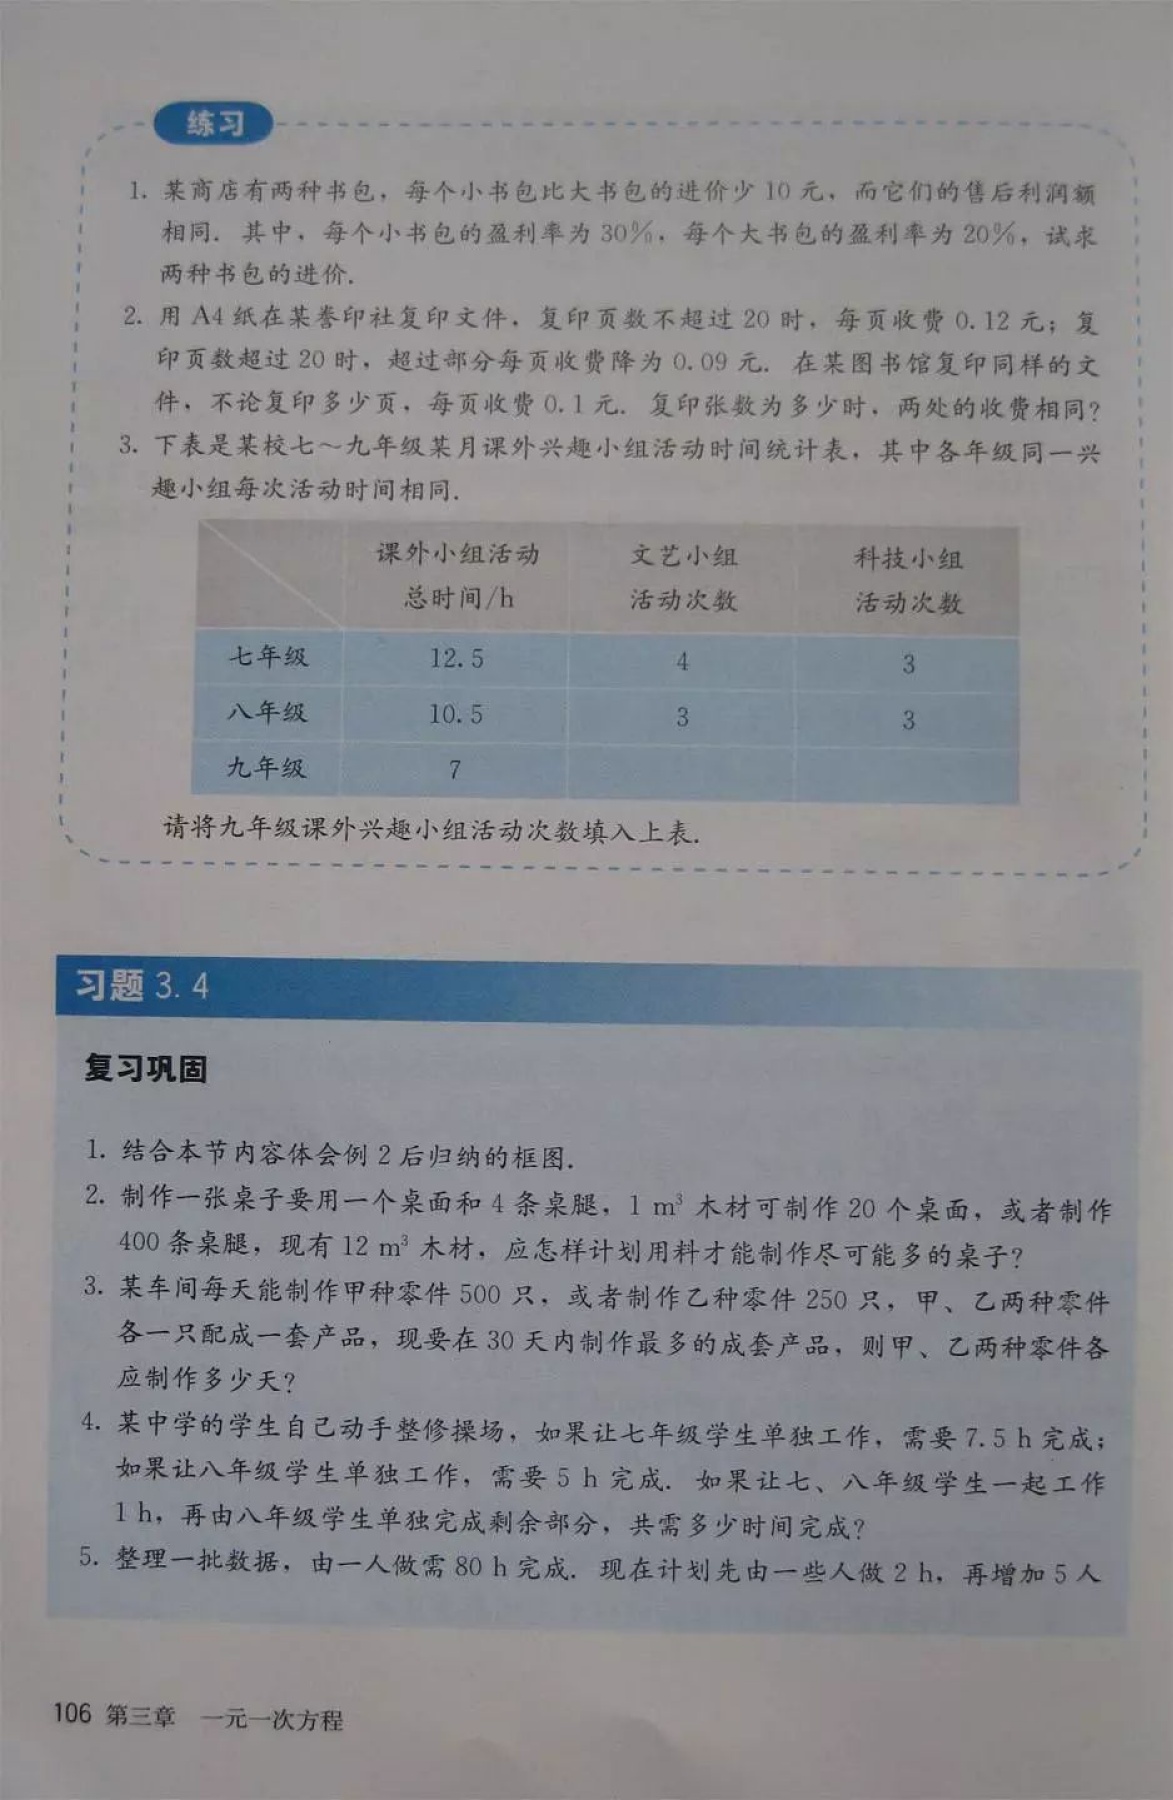 练习
1. 某商店有两种书包，每个小书包比大书包的进价少 10 元，而它们的售后利润额
相同. 其中，每个小书包的盈利率为 30%，每个大书包的盈利率为 20%，试求
两种书包的进价.
2. 用 A4 纸在某誊印社复印文件，复印页数不超过 20 时，每页收费 0.12 元；复
印页数超过 20 时，超过部分每页收费降为 0.09 元. 在某图书馆复印同样的文
件，不论复印多少页，每页收费 0.1 元. 复印张数为多少时，两处的收费相同？
3. 下表是某校七～九年级某月课外兴趣小组活动时间统计表，其中各年级同一兴
趣小组每次活动时间相同.
课外小组活动 文艺小组 科技小组
总时间/h 活动次数 活动次数
七年级 12.5 4 3
八年级 10.5 3 3
九年级 7
请将九年级课外兴趣小组活动次数填入上表.
习题 3.4
复习巩固
1. 结合本节内容体会例 2 后归纳的框图.
2. 制作一张桌子要用一个桌面和 4 条桌腿，1 m³ 木材可制作 20 个桌面，或者制作
400 条桌腿，现有 12 m³ 木材，应怎样计划用料才能制作尽可能多的桌子？
3. 某车间每天能制作甲种零件 500 只，或者制作乙种零件 250 只，甲、乙两种零件
各一只配成一套产品，现要在 30 天内制作最多的成套产品，则甲、乙两种零件各
应制作多少天？
4. 某中学的学生自己动手整修操场，如果让七年级学生单独工作，需要 7.5 h 完成；
如果让八年级学生单独工作，需要 5 h 完成. 如果让七、八年级学生一起工作
1 h，再由八年级学生单独完成剩余部分，共需多少时间完成？
5. 整理一批数据，由一人做需 80 h 完成. 现在计划先由一些人做 2 h，再增加 5 人
106 第三章 一元一次方程